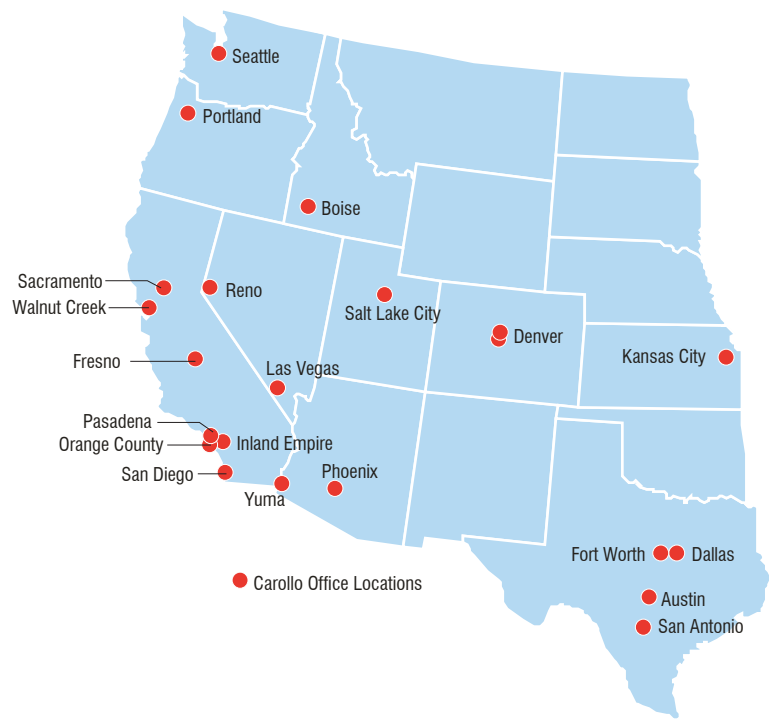 Seattle
Portland
Boise
Sacramento
Walnut Creek
Reno
Salt Lake City
Denver
Kansas City
Fresno
Las Vegas
Pasadena
Orange County
Inland Empire
San Diego
Phoenix
Yuma
Fort Worth
Dallas
Carollo Office Locations
Austin
San Antonio